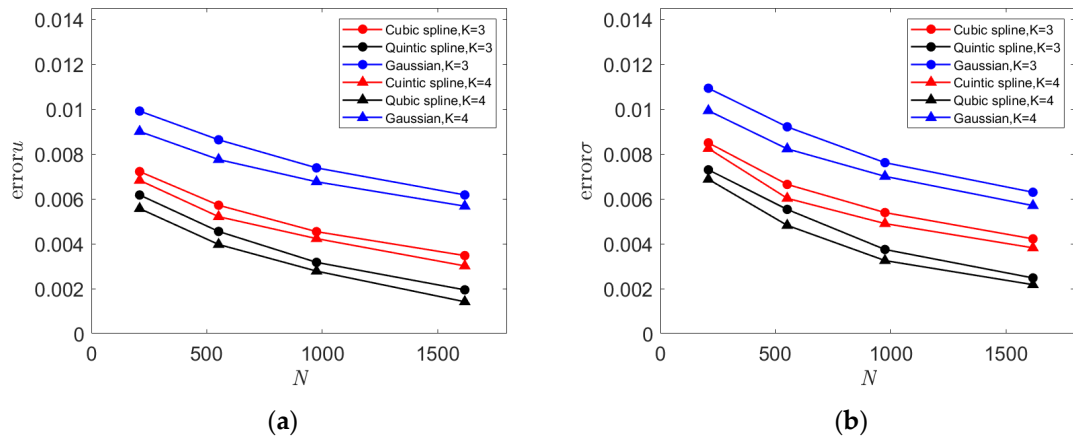 0.014
0.012
0.01
0.008
0.006
0.004
0.002
0
0 500 1000 1500
erroru
N
Cubic spline,K=3
Quintic spline,K=3
Gaussian,K=3
Cuintic spline,K=4
Qubic spline,K=4
Gaussian,K=4
(a)
0.014
0.012
0.01
0.008
0.006
0.004
0.002
0
0 500 1000 1500
errorσ
N
Cubic spline,K=3
Quintic spline,K=3
Gaussian,K=3
Cuintic spline,K=4
Qubic spline,K=4
Gaussian,K=4
(b)